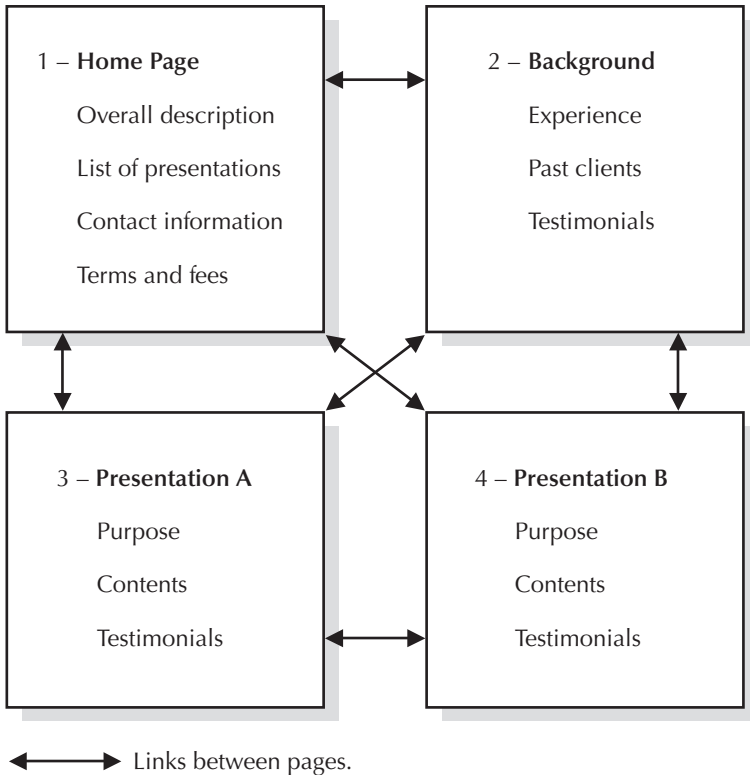 1 – Home Page
Overall description
List of presentations
Contact information
Terms and fees
2 – Background
Experience
Past clients
Testimonials
3 – Presentation A
Purpose
Contents
Testimonials
4 – Presentation B
Purpose
Contents
Testimonials
Links between pages.